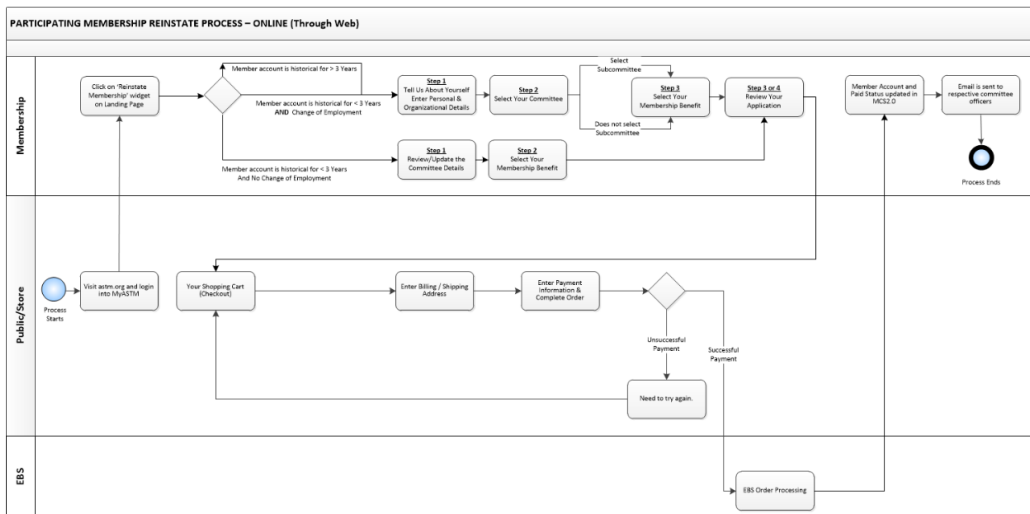 PARTICIPATING MEMBERSHIP REINSTATE PROCESS – ONLINE (Through Web)
Membership
Click on 'Reinstate
Membership' widget
on Landing Page
Member account is historical for > 3 Years
Member account is historical for < 3 Years
AND Change of Employment
Member account is historical for < 3 Years
And No Change of Employment
Step 1
Tell Us About Yourself
Enter Personal &
Organizational Details
Step 2
Select Your Committee
Select
Subcommittee
Does not select
Subcommittee
Step 3
Select Your
Membership Benefit
Step 3 or 4
Review Your
Application
Step 1
Review/Update the
Committee Details
Step 2
Select Your
Membership Benefit
Member Account and
Paid Status updated in
MCS2.0
Email is sent to
respective committee
officers
Process Ends
Public/Store
Process
Starts
Visit astm.org and login
into MyASTM
Your Shopping Cart
(Checkout)
Enter Billing / Shipping
Address
Enter Payment
Information &
Complete Order
Unsuccessful
Payment
Successful
Payment
Need to try again.
EBS
EBS Order Processing